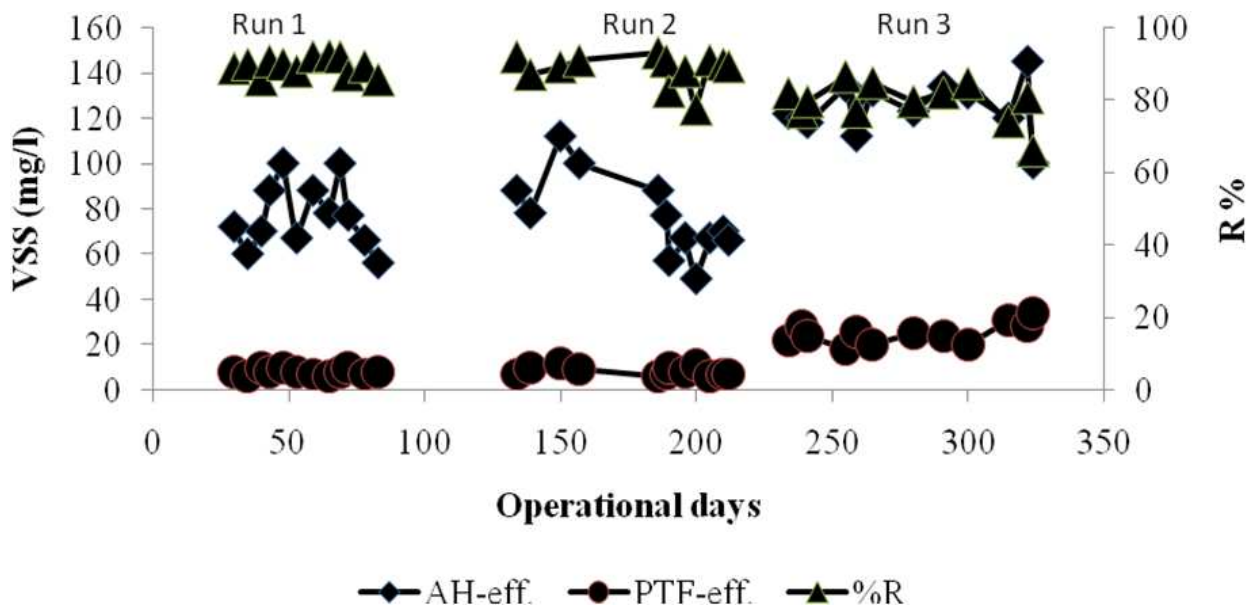 Run 1 Run 2 Run 3
160 100
140
120 80
100
80 60
60 40
40
20 20
0 0
VSS (mg/l)
R %
0 50 100 150 200 250 300 350
Operational days
AH-eff. PTF-eff. %R